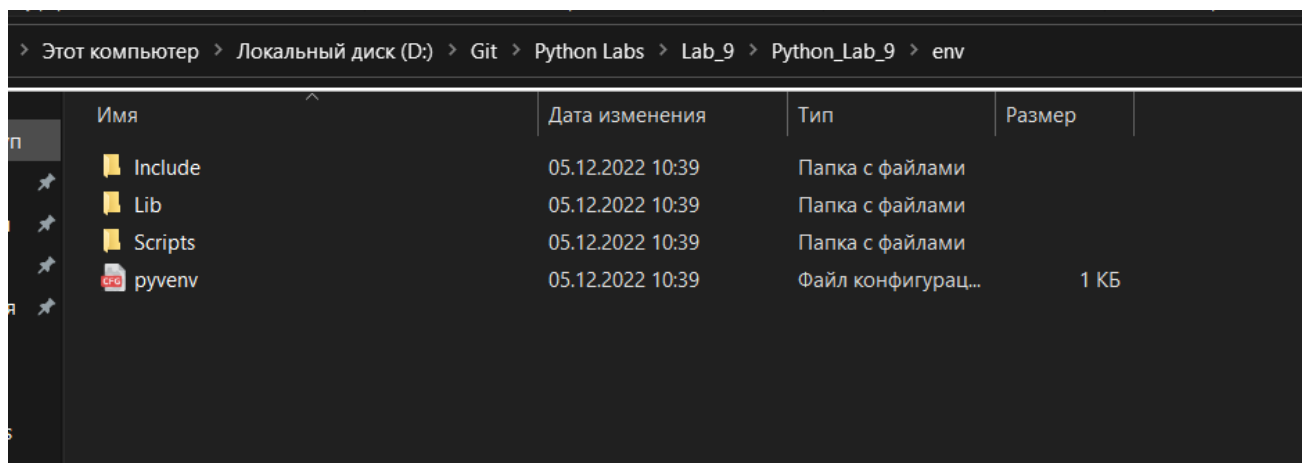 > Этот компьютер > Локальный диск (D:) > Git > Python Labs > Lab_9 > Python_Lab_9 > env
Имя Дата изменения Тип Размер
Include 05.12.2022 10:39 Папка с файлами
Lib 05.12.2022 10:39 Папка с файлами
Scripts 05.12.2022 10:39 Папка с файлами
CFG pyvenv 05.12.2022 10:39 Файл конфигурац... 1 КБ